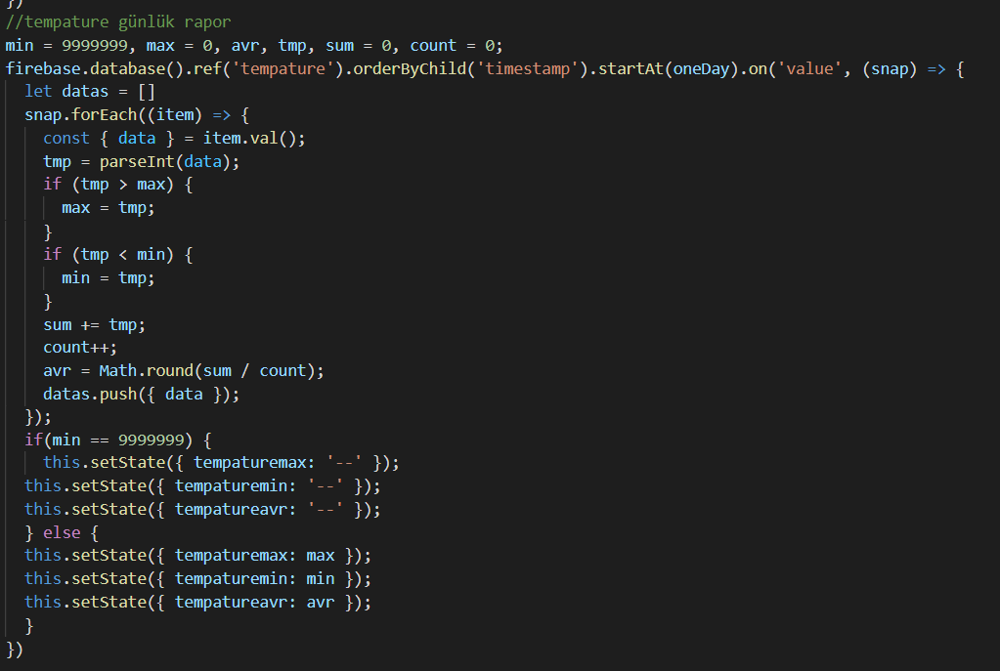 })
//tempature günlük rapor
min = 9999999, max = 0, avr, tmp, sum = 0, count = 0;
firebase.database().ref('tempature').orderByChild('timestamp').startAt(oneDay).on('value', (snap) => {
let datas = []
snap.forEach((item) => {
const { data } = item.val();
tmp = parseInt(data);
if (tmp > max) {
max = tmp;
}
if (tmp < min) {
min = tmp;
}
sum += tmp;
count++;
avr = Math.round(sum / count);
datas.push({ data });
});
if(min == 9999999) {
this.setState({ tempaturemax: '--' });
this.setState({ tempaturemin: '--' });
this.setState({ tempatureavr: '--' });
} else {
this.setState({ tempaturemax: max });
this.setState({ tempaturemin: min });
this.setState({ tempatureavr: avr });
}
})